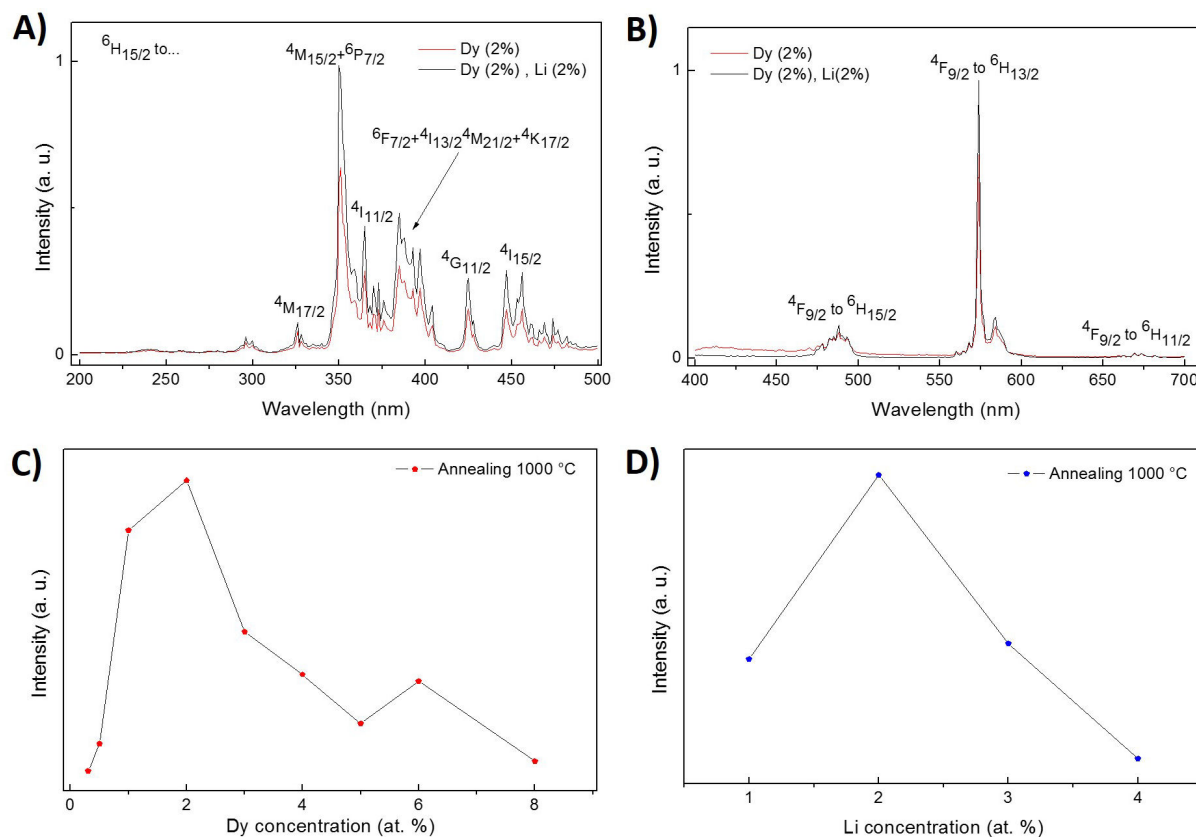 A)
⁶H₁₅/₂ to...
⁴M₁₅/₂+⁶P₇/₂
Dy (2%)
Dy (2%) , Li (2%)
⁶F₇/₂+⁴I₁₃/₂⁴M₂₁/₂+⁴K₁₇/₂
⁴I₁₁/₂
⁴G₁₁/₂
⁴I₁₅/₂
⁴M₁₇/₂
1
0
Intensity (a. u.)
200 250 300 350 400 450 500
Wavelength (nm)
B)
Dy (2%)
Dy (2%), Li(2%)
⁴F₉/₂ to ⁶H₁₃/₂
⁴F₉/₂ to ⁶H₁₅/₂
⁴F₉/₂ to ⁶H₁₁/₂
1
0
Intensity (a. u.)
400 450 500 550 600 650 700
Wavelength (nm)
C)
Annealing 1000 °C
Intensity (a. u.)
0 2 4 6 8
Dy concentration (at. %)
D)
Annealing 1000 °C
Intensity (a. u.)
1 2 3 4
Li concentration (at. %)